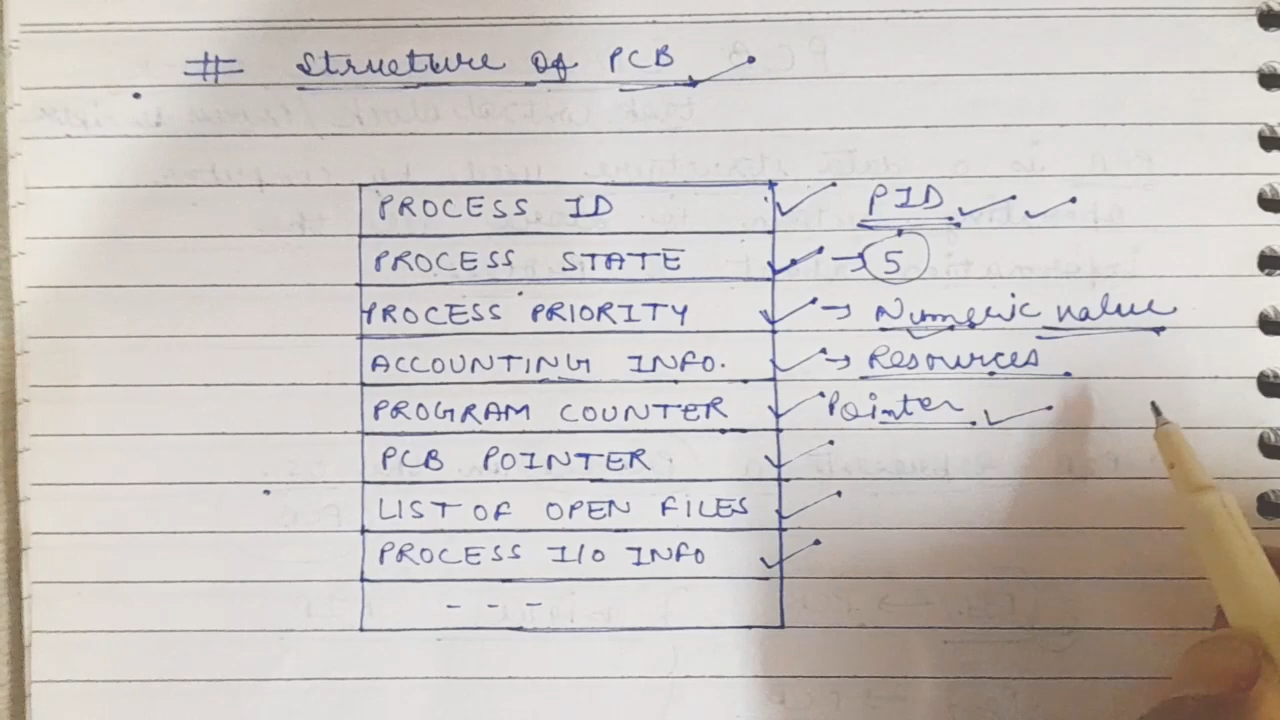 # Structure of PCB
PROCESS ID PID
PROCESS STATE → 5
PROCESS PRIORITY → Numeric value
ACCOUNTING INFO. → Resources
PROGRAM COUNTER Pointer
PCB POINTER
LIST OF OPEN FILES
PROCESS I/O INFO
- - -